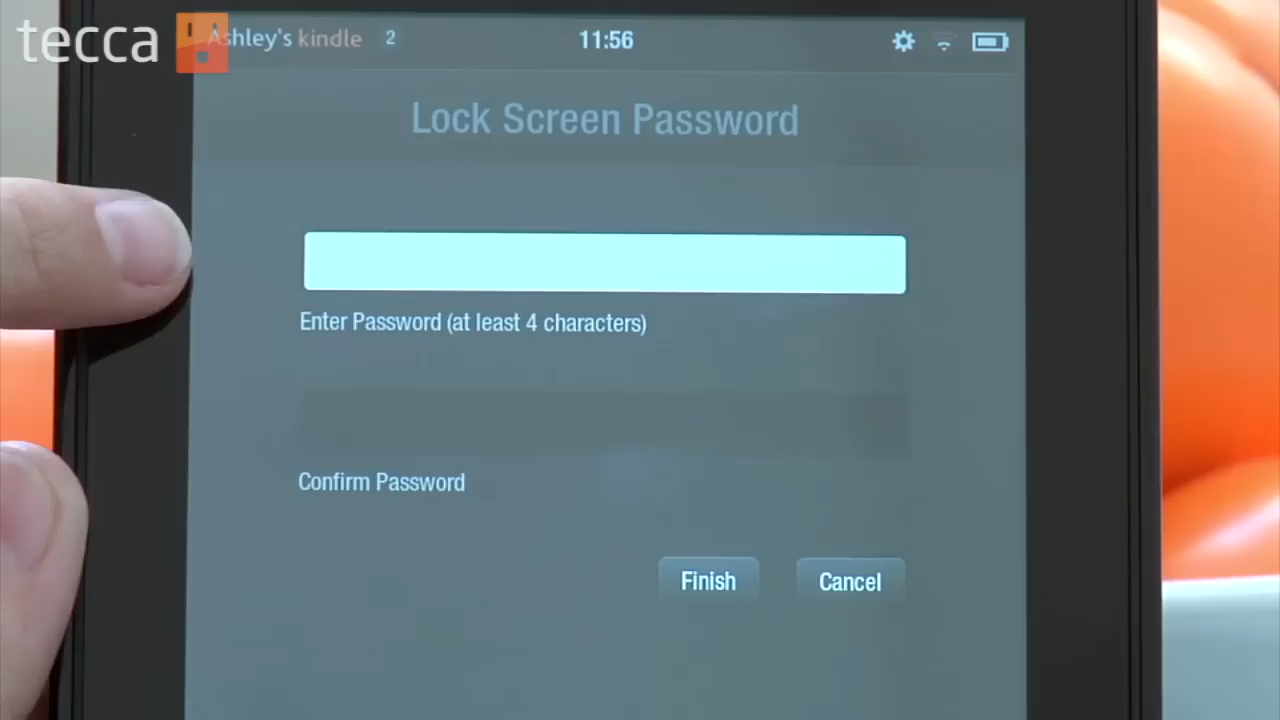 tecca
Ashley's kindle 2 11:56
Lock Screen Password
Enter Password (at least 4 characters)
Confirm Password
Finish Cancel